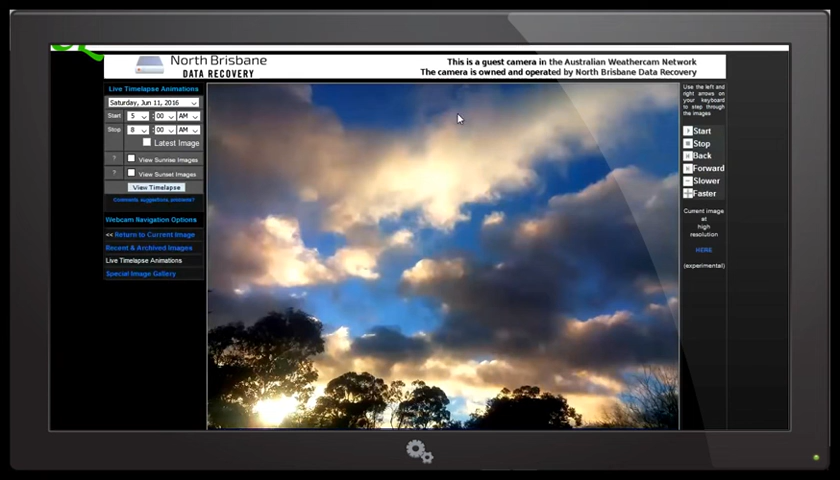 North Brisbane
DATA RECOVERY
This is a guest camera in the Australian Weathercam Network
The camera is owned and operated by North Brisbane Data Recovery
Live Timelapse Animations
Saturday, Jun 11, 2016
Start 5 :00 AM
Stop 8 :00 AM
Latest Image
? View Sunrise Images
? View Sunset Images
View Timelapse
Comments, suggestions, problems?
Webcam Navigation Options
<< Return to Current Image
Recent & Archived Images
Live Timelapse Animations
Special Image Gallery
Use the left and
right arrows on
your keyboard
to step through
the images
Start
Stop
Back
Forward
Slower
Faster
Current image
at
high
resolution
HERE
(experimental)